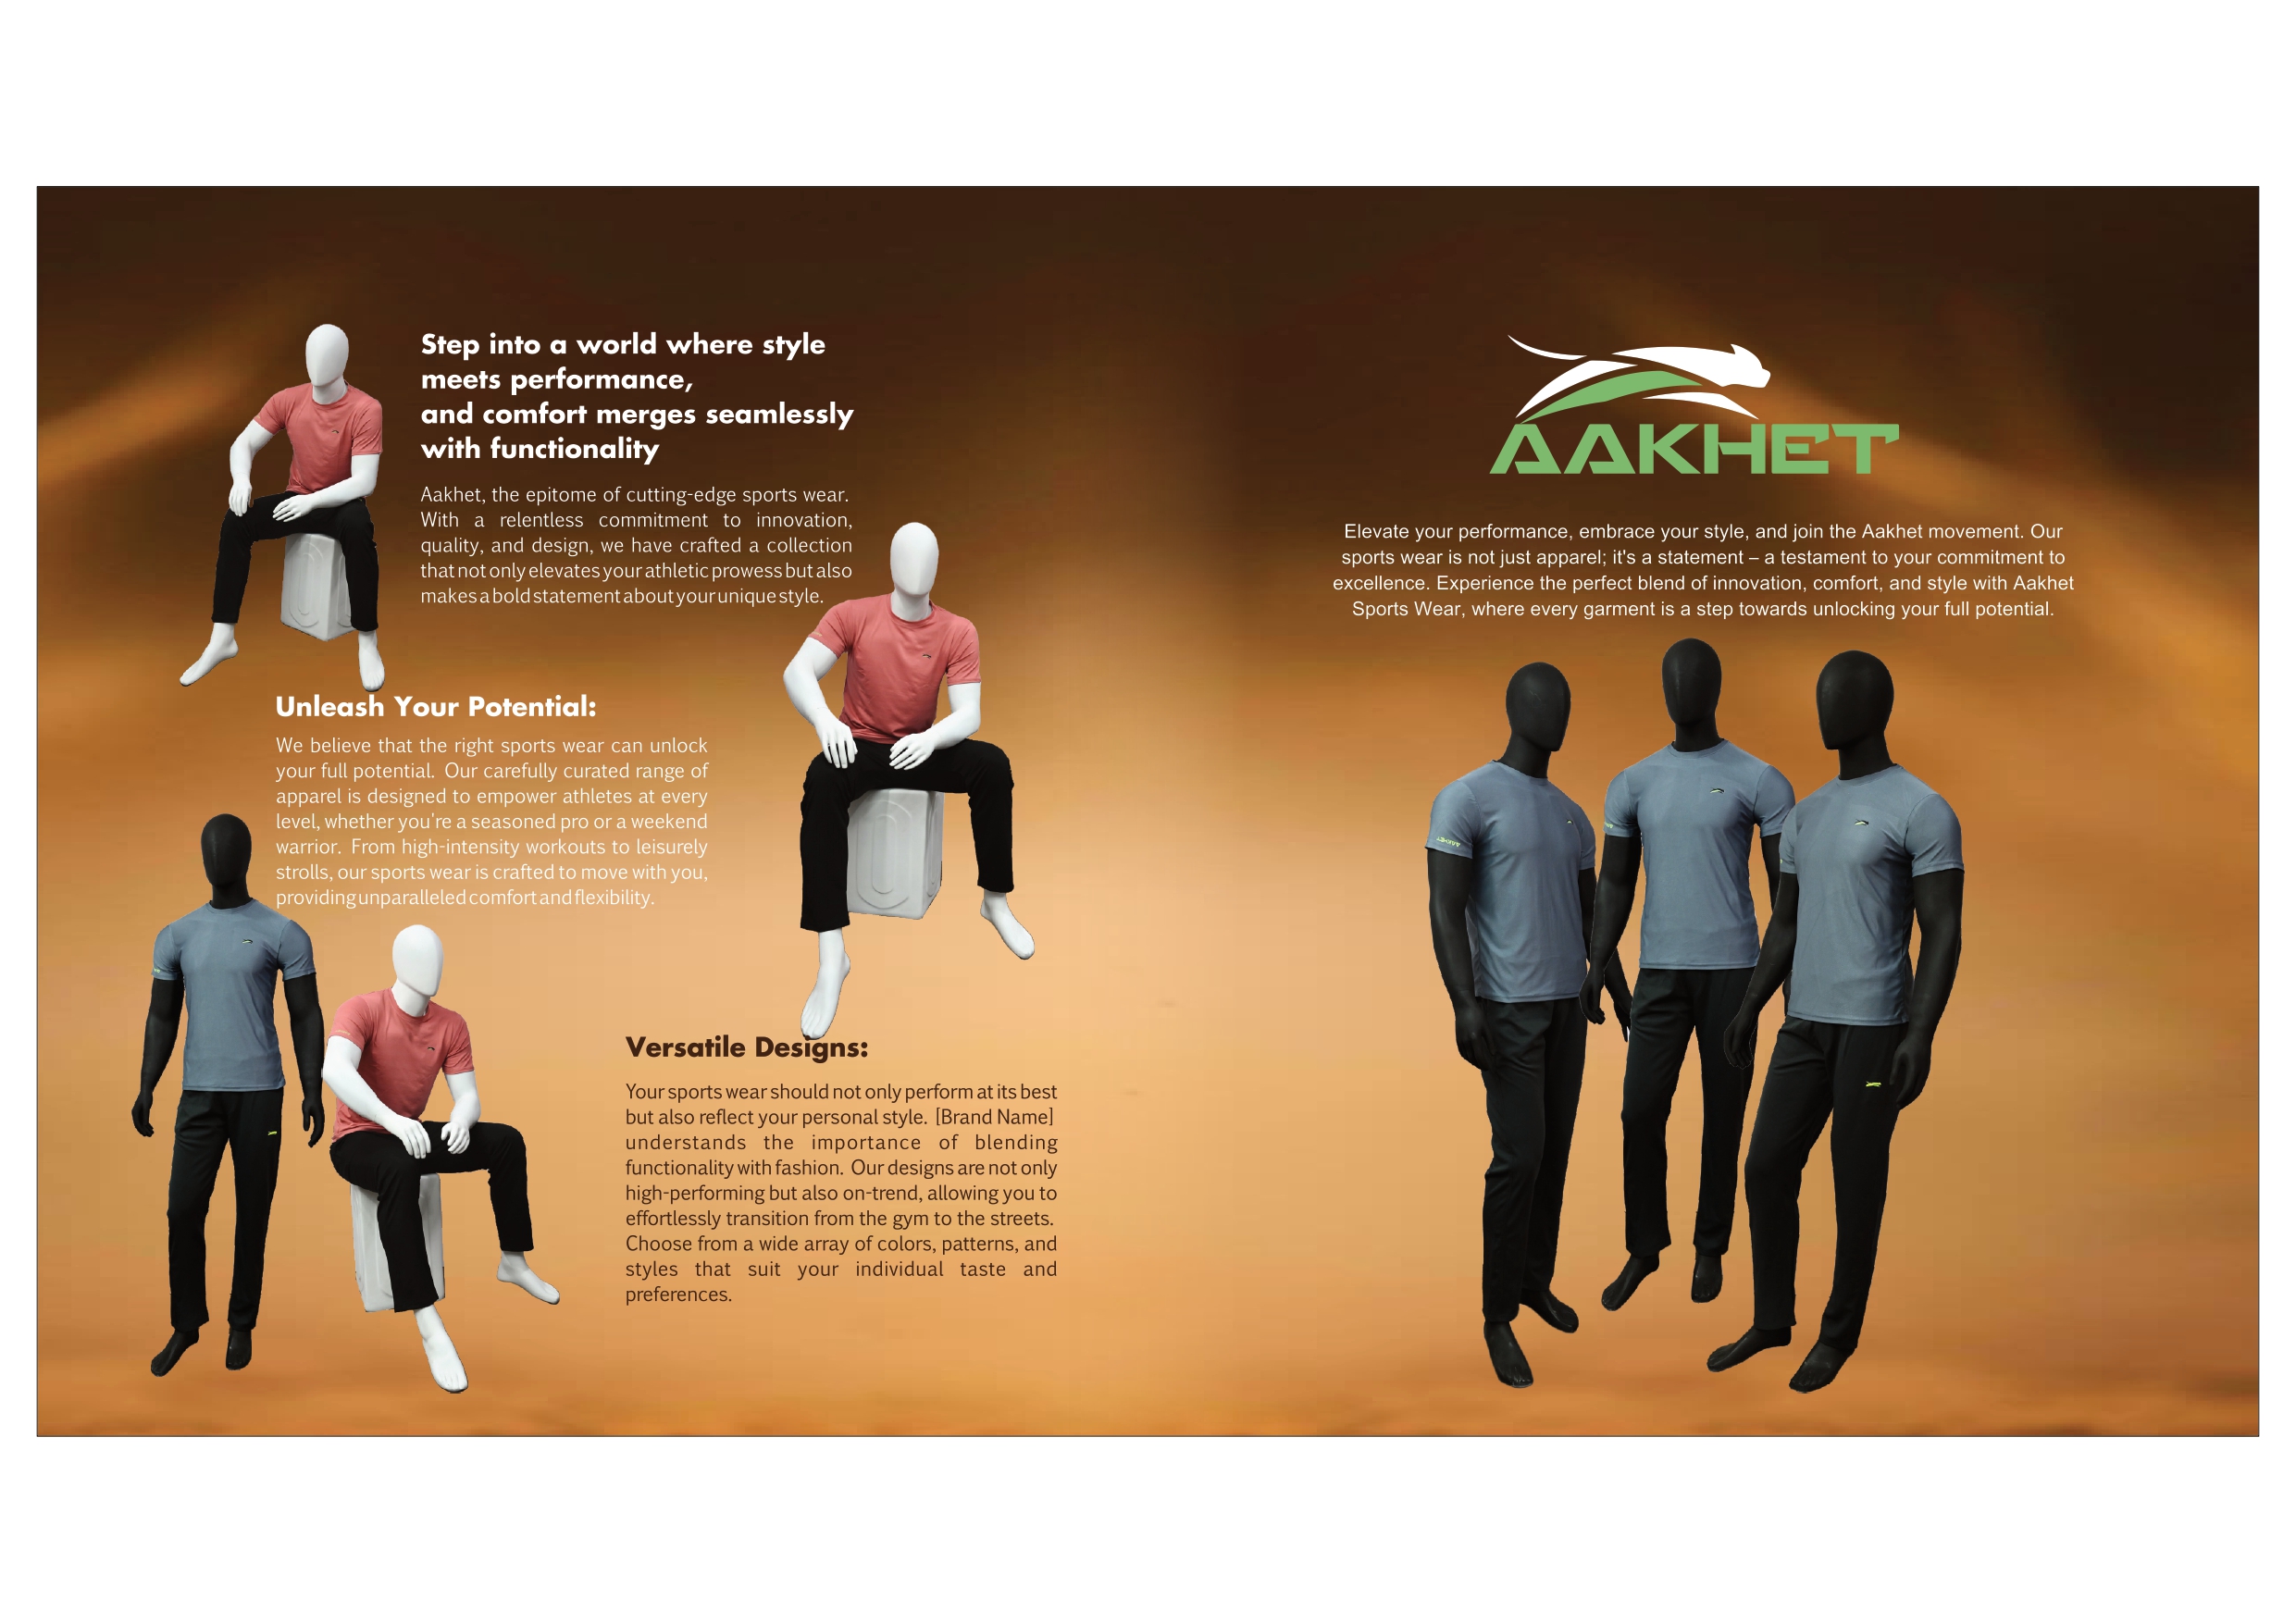 Step into a world where style
meets performance,
and comfort merges seamlessly
with functionality
Aakhet, the epitome of cutting-edge sports wear.
With a relentless commitment to innovation,
quality, and design, we have crafted a collection
that not only elevates your athletic prowess but also
makes a bold statement about your unique style.
Unleash Your Potential:
We believe that the right sports wear can unlock
your full potential. Our carefully curated range of
apparel is designed to empower athletes at every
level, whether you're a seasoned pro or a weekend
warrior. From high-intensity workouts to leisurely
strolls, our sports wear is crafted to move with you,
providing unparalleled comfort and flexibility.
Versatile Designs:
Your sports wear should not only perform at its best
but also reflect your personal style. [Brand Name]
understands the importance of blending
functionality with fashion. Our designs are not only
high-performing but also on-trend, allowing you to
effortlessly transition from the gym to the streets.
Choose from a wide array of colors, patterns, and
styles that suit your individual taste and
preferences.
AAKHET
Elevate your performance, embrace your style, and join the Aakhet movement. Our
sports wear is not just apparel; it's a statement – a testament to your commitment to
excellence. Experience the perfect blend of innovation, comfort, and style with Aakhet
Sports Wear, where every garment is a step towards unlocking your full potential.